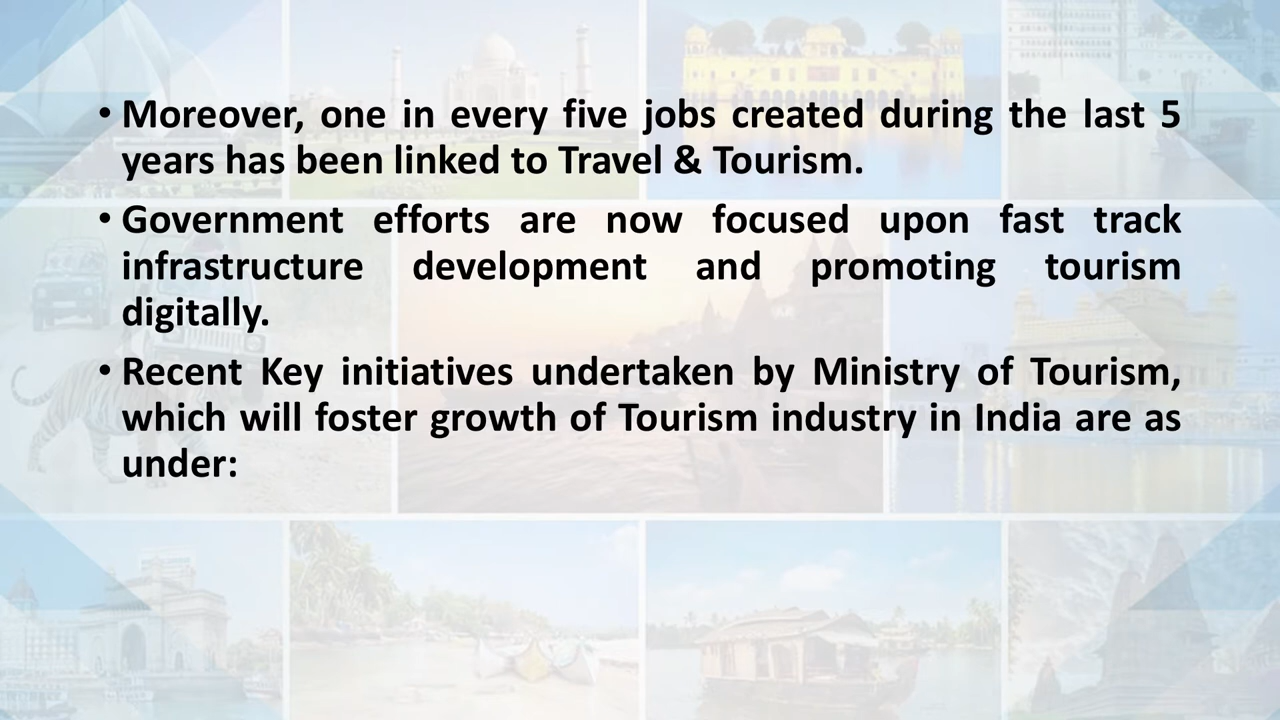 • Moreover, one in every five jobs created during the last 5
years has been linked to Travel & Tourism.
• Government efforts are now focused upon fast track
infrastructure development and promoting tourism
digitally.
• Recent Key initiatives undertaken by Ministry of Tourism,
which will foster growth of Tourism industry in India are as
under: